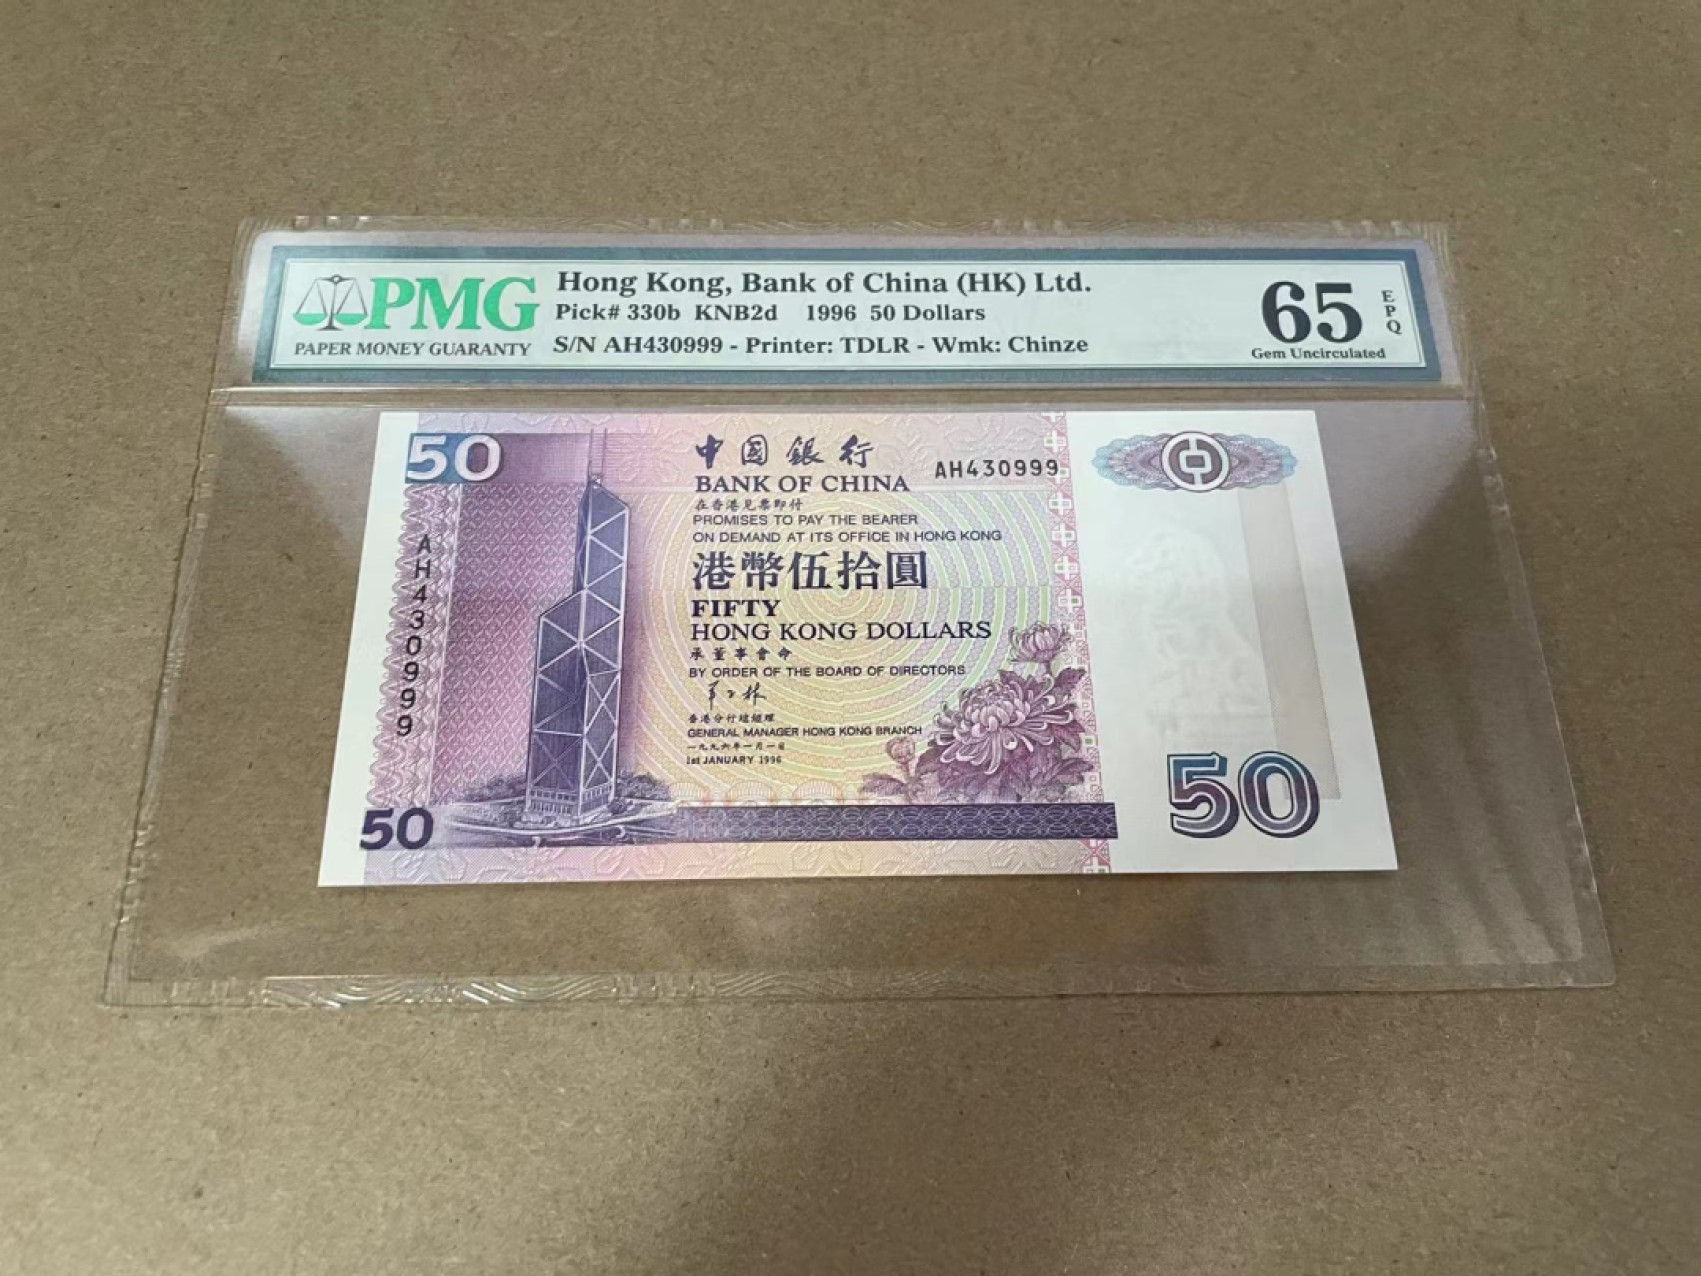 PMG
PAPER MONEY GUARANTY
Hong Kong, Bank of China (HK) Ltd.
Pick# 330b KNB2d 1996 50 Dollars
S/N AH430999 - Printer: TDLR - Wmk: Chinze
65
EPQ
Gem Uncirculated
50
中國銀行
BANK OF CHINA
AH430999
在香港見票即付
PROMISES TO PAY THE BEARER
ON DEMAND AT ITS OFFICE IN HONG KONG
港幣伍拾圓
FIFTY
HONG KONG DOLLARS
承董事會命
BY ORDER OF THE BOARD OF DIRECTORS
香港分行總經理
GENERAL MANAGER HONG KONG BRANCH
一九九六年一月一日
1st JANUARY 1996
AH430999
50
50